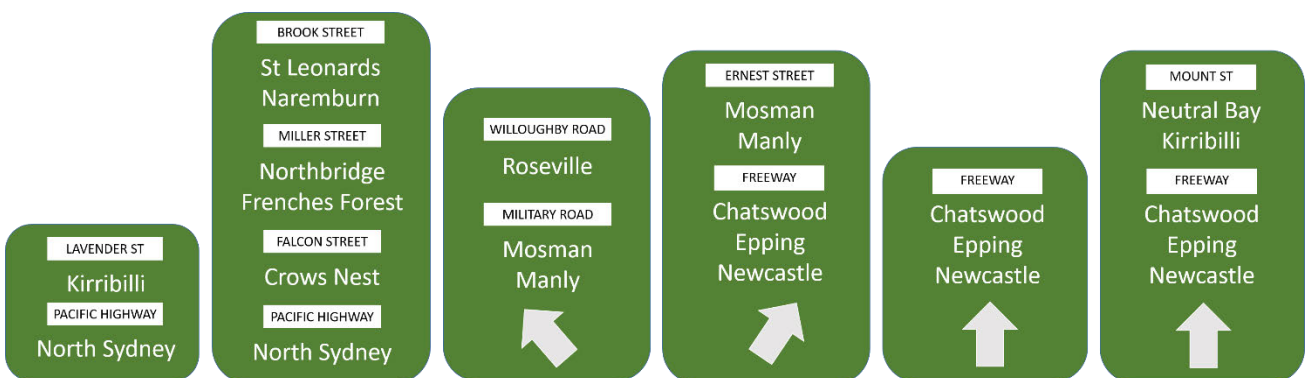 LAVENDER ST
Kirribilli
PACIFIC HIGHWAY
North Sydney
BROOK STREET
St Leonards
Naremburn
MILLER STREET
Northbridge
Frenches Forest
FALCON STREET
Crows Nest
PACIFIC HIGHWAY
North Sydney
WILLOUGHBY ROAD
Roseville
MILITARY ROAD
Mosman
Manly
ERNEST STREET
Mosman
Manly
FREEWAY
Chatswood
Epping
Newcastle
FREEWAY
Chatswood
Epping
Newcastle
MOUNT ST
Neutral Bay
Kirribilli
FREEWAY
Chatswood
Epping
Newcastle